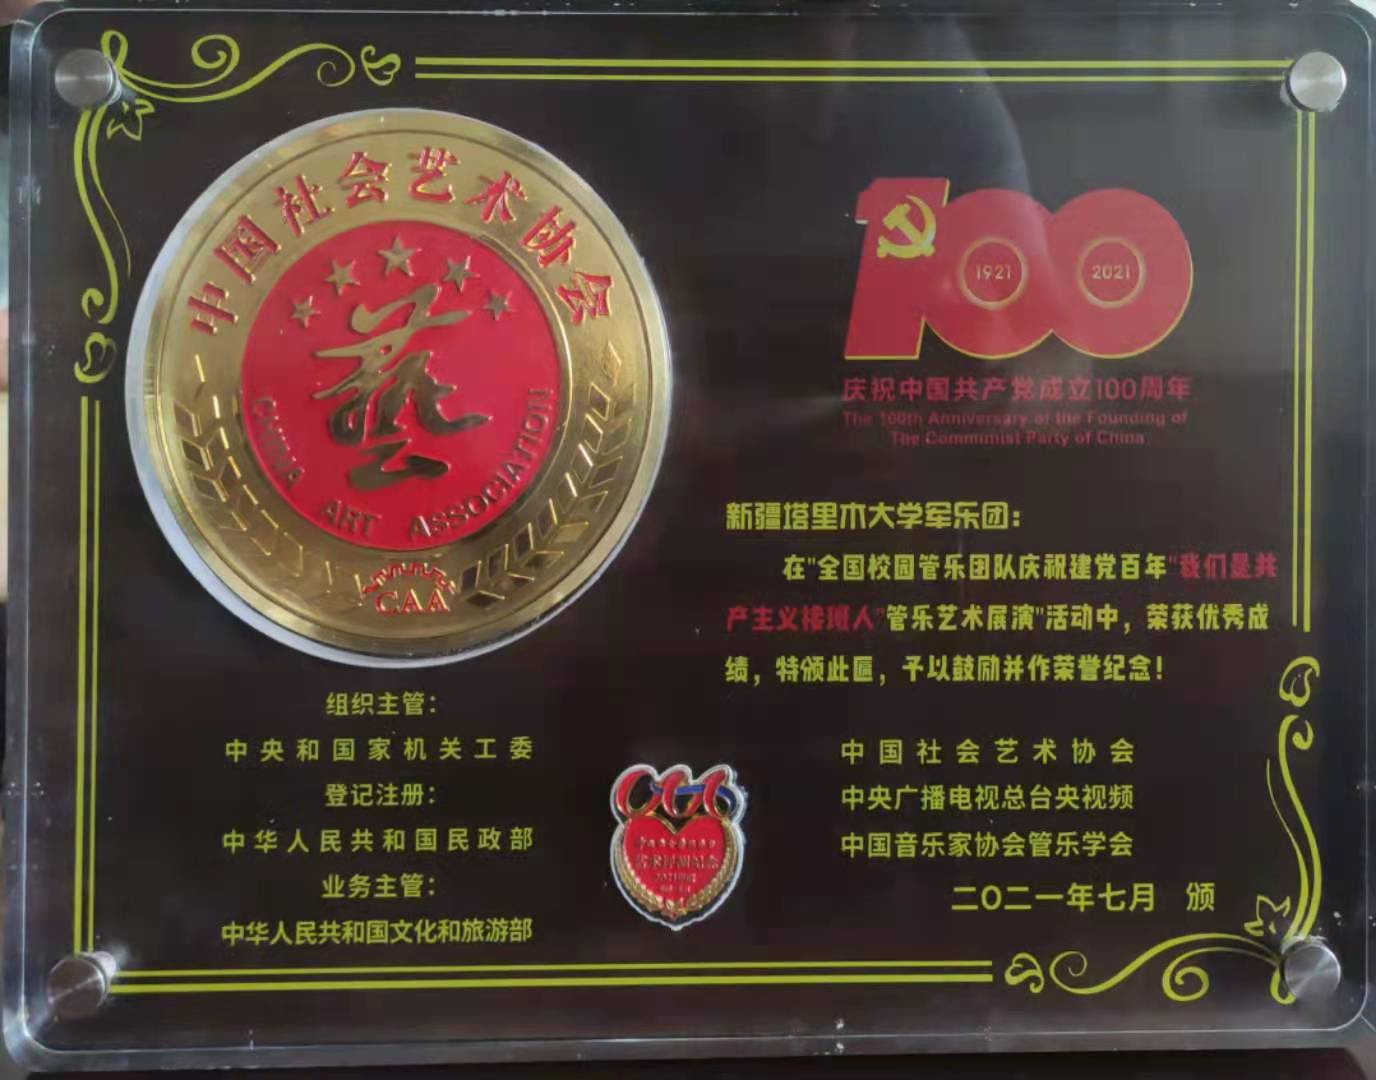 中国社会艺术协会
CHINA ART ASSOCIATION
CAA
100
1921
2021
庆祝中国共产党成立100周年
The 100th Anniversary of the Founding of
The Communist Party of China
新疆塔里木大学军乐团：
在"全国校园管乐团队庆祝建党百年"我们是共
产主义接班人"管乐艺术展演"活动中，荣获优秀成
绩，特颁此匾，予以鼓励并作荣誉纪念！
组织主管：
中央和国家机关工委
登记注册：
中华人民共和国民政部
业务主管：
中华人民共和国文化和旅游部
中国社会艺术协会
中央广播电视总台央视频
中国音乐家协会管乐学会
二〇二一年七月 颁